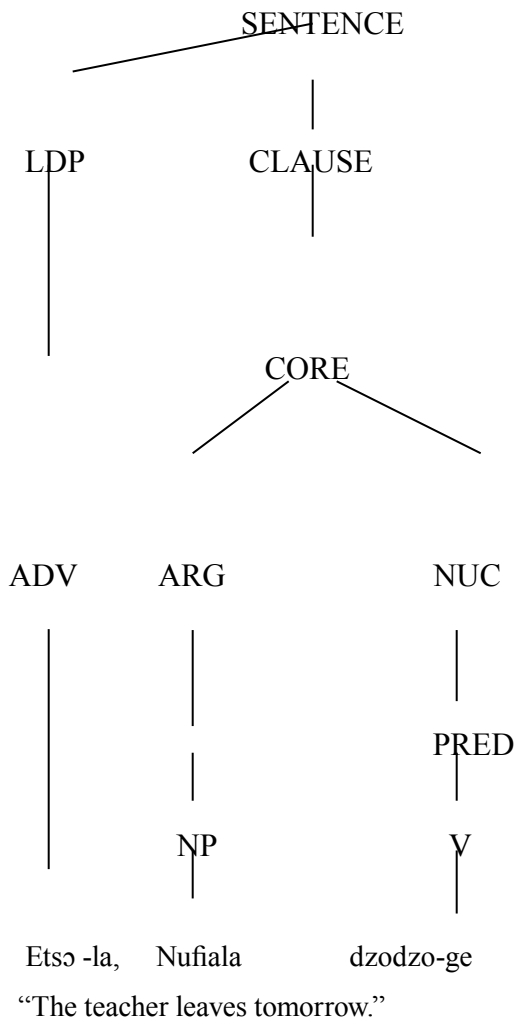 SENTENCE
LDP CLAUSE
CORE
ADV ARG NUC
PRED
NP V
Etsɔ -la, Nufiala dzodzo-ge
“The teacher leaves tomorrow.”